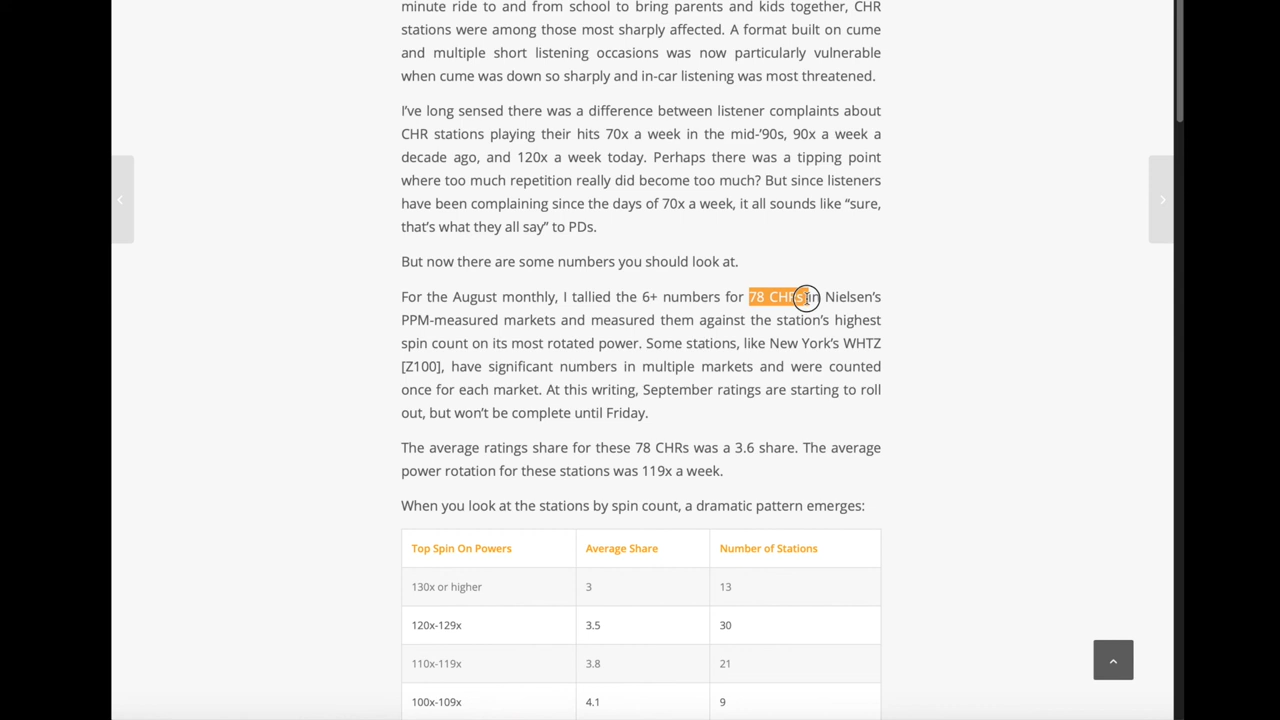 minute ride to and from school to bring parents and kids together, CHR
stations were among those most sharply affected. A format built on cume
and multiple short listening occasions was now particularly vulnerable
when cume was down so sharply and in-car listening was most threatened.
I’ve long sensed there was a difference between listener complaints about
CHR stations playing their hits 70x a week in the mid-’90s, 90x a week a
decade ago, and 120x a week today. Perhaps there was a tipping point
where too much repetition really did become too much? But since listeners
have been complaining since the days of 70x a week, it all sounds like “sure,
that’s what they all say” to PDs.
But now there are some numbers you should look at.
For the August monthly, I tallied the 6+ numbers for 78 CHRs in Nielsen’s
PPM-measured markets and measured them against the station’s highest
spin count on its most rotated power. Some stations, like New York’s WHTZ
[Z100], have significant numbers in multiple markets and were counted
once for each market. At this writing, September ratings are starting to roll
out, but won’t be complete until Friday.
The average ratings share for these 78 CHRs was a 3.6 share. The average
power rotation for these stations was 119x a week.
When you look at the stations by spin count, a dramatic pattern emerges:
Top Spin On Powers Average Share Number of Stations
130x or higher 3 13
120x-129x 3.5 30
110x-119x 3.8 21
100x-109x 4.1 9